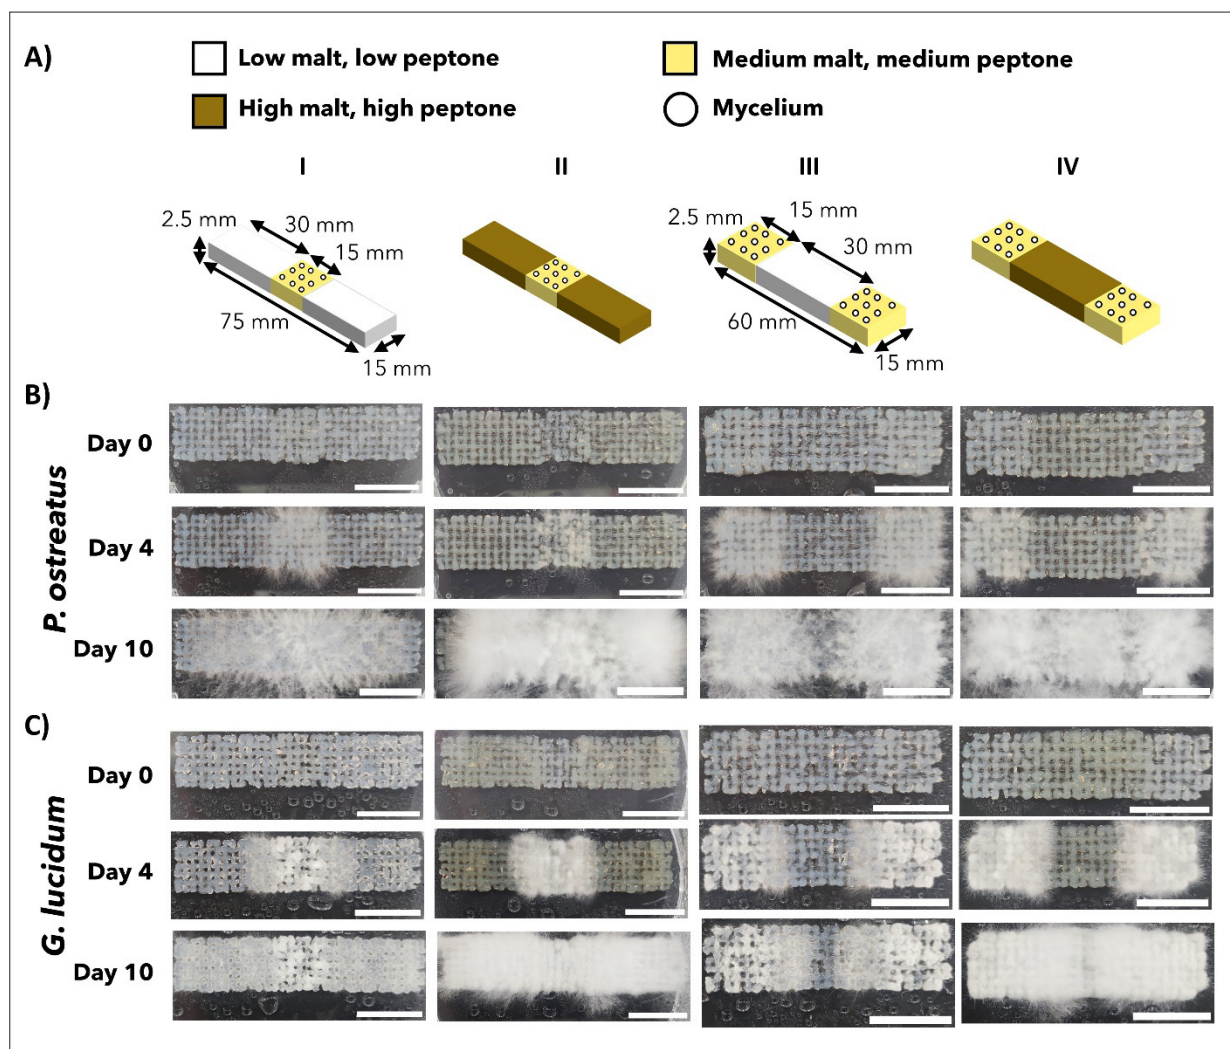 A)
Low malt, low peptone
Medium malt, medium peptone
High malt, high peptone
Mycelium
I
II
III
IV
2.5 mm
30 mm
15 mm
75 mm
15 mm
2.5 mm
15 mm
30 mm
60 mm
15 mm
B)
P. ostreatus
Day 0
Day 4
Day 10
C)
G. lucidum
Day 0
Day 4
Day 10